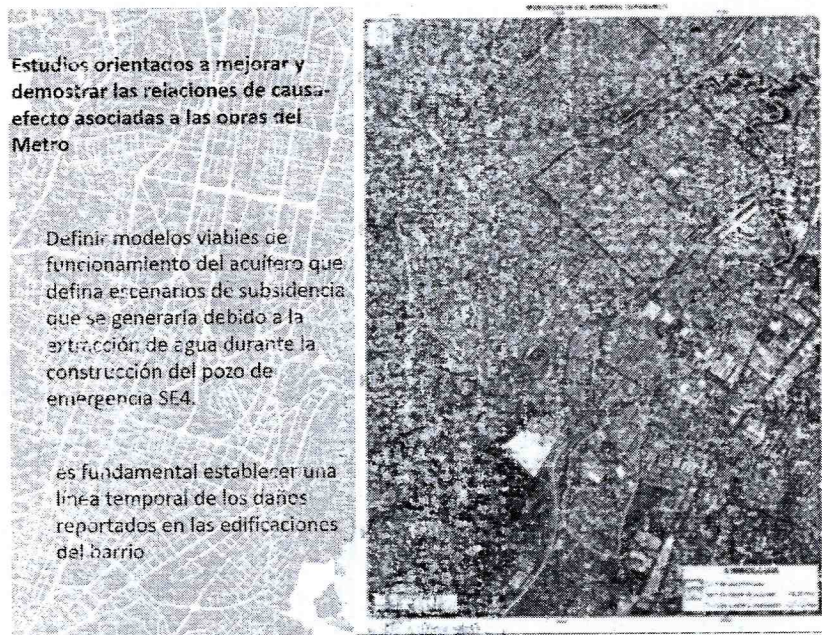 Estudios orientados a mejorar y
demostrar las relaciones de causa-
efecto asociadas a las obras del
Metro
Definir modelos viables de
funcionamiento del acuífero que
defina escenarios de subsidencia
que se generaría debido a la
extracción de agua durante la
construcción del pozo de
emergencia SE4.
es fundamental establecer una
línea temporal de los daños
reportados en las edificaciones
del barrio